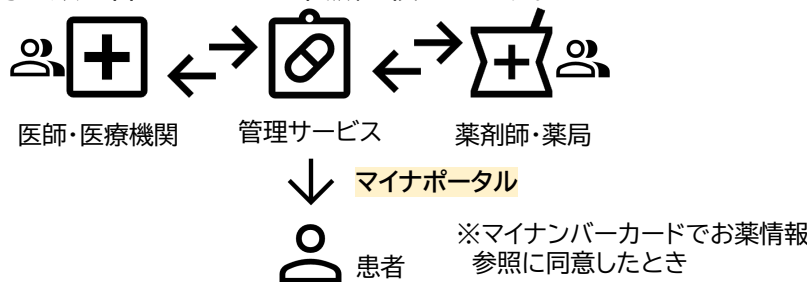 医師・医療機関
管理サービス
薬剤師・薬局
マイナポータル
患者
※マイナンバーカードでお薬情報
参照に同意したとき